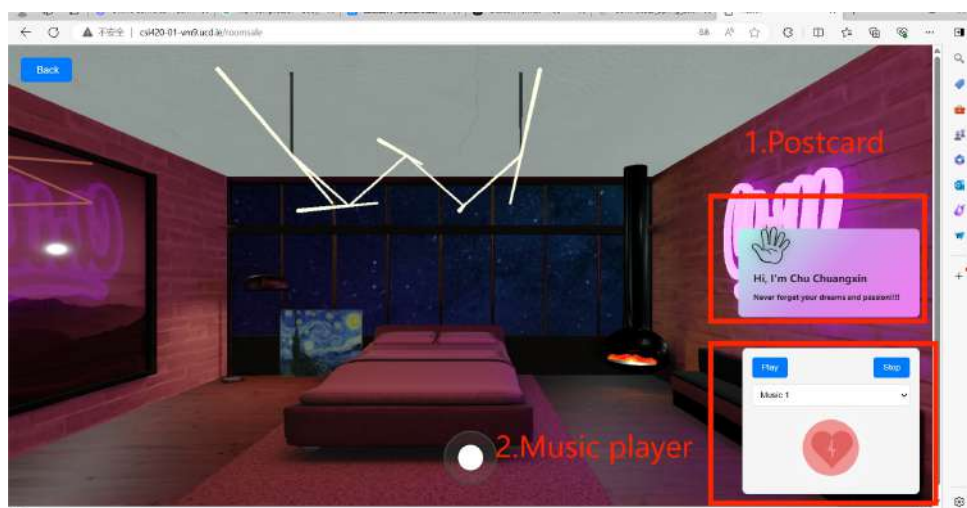 不安全 | csi420-01-vm9.ucd.ie/roomsale
Back
1.Postcard
Hi, I'm Chu Chuangxin
Never forget your dreams and passion!!!!
Play
Stop
Music 1
2.Music player